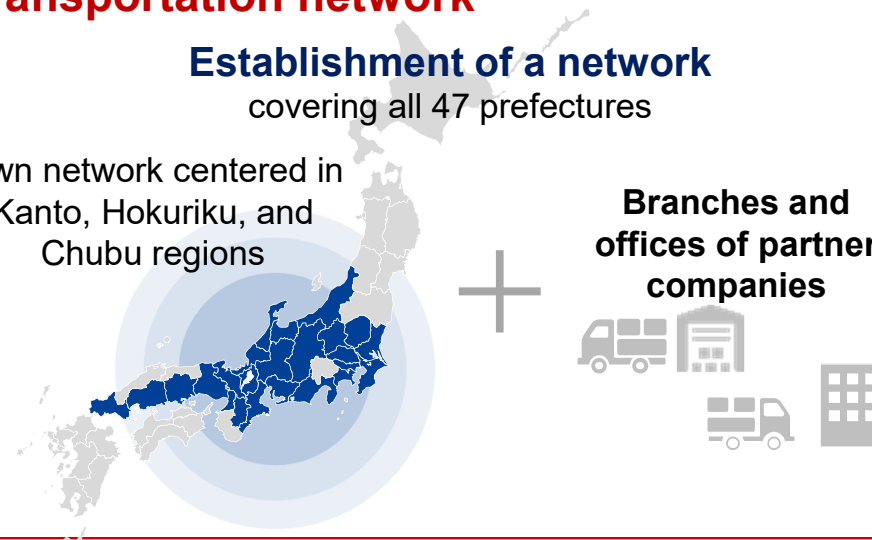 ansportation network
Establishment of a network
covering all 47 prefectures
wn network centered in
Kanto, Hokuriku, and
Chubu regions
Branches and
offices of partner
companies